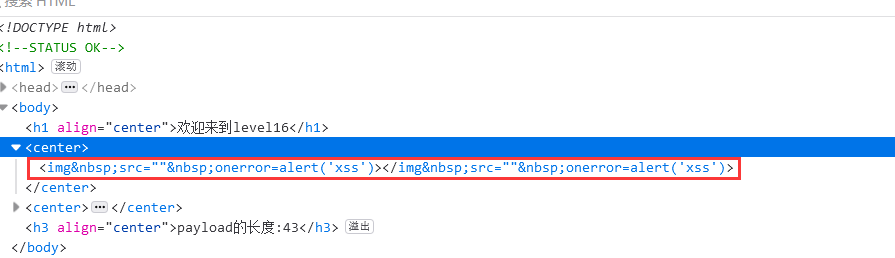 搜索 HTML
<!DOCTYPE html>
<!--STATUS OK-->
<html> 滚动
<head> ••• </head>
<body>
<h1 align="center">欢迎来到level16</h1>
<center>
<img&nbsp;src=""&nbsp;onerror=alert('xss')></img&nbsp;src=""&nbsp;onerror=alert('xss')>
</center>
<center> ••• </center>
<h3 align="center">payload的长度:43</h3> 溢出
</body>